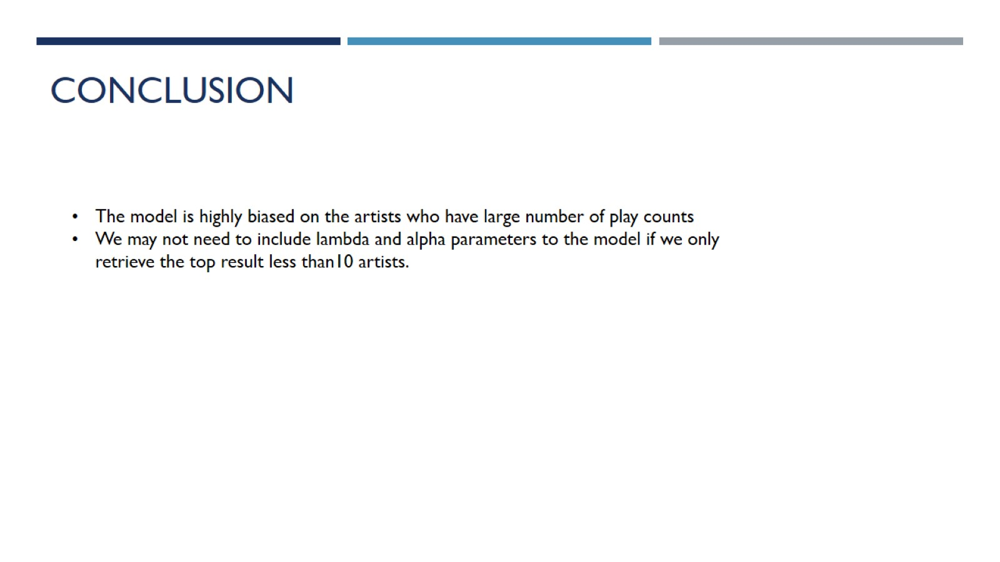 CONCLUSION
• The model is highly biased on the artists who have large number of play counts
• We may not need to include lambda and alpha parameters to the model if we only
retrieve the top result less than10 artists.